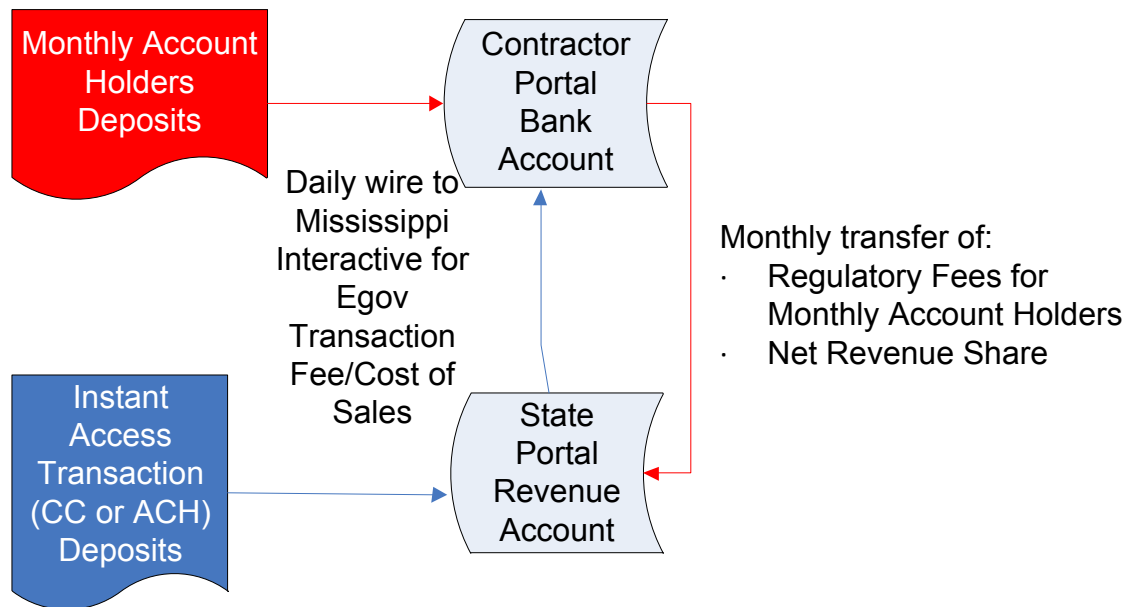 Monthly Account
Holders
Deposits
Contractor
Portal
Bank
Account
Daily wire to
Mississippi
Interactive for
Egov
Transaction
Fee/Cost of
Sales
Monthly transfer of:
· Regulatory Fees for
Monthly Account Holders
· Net Revenue Share
Instant
Access
Transaction
(CC or ACH)
Deposits
State
Portal
Revenue
Account